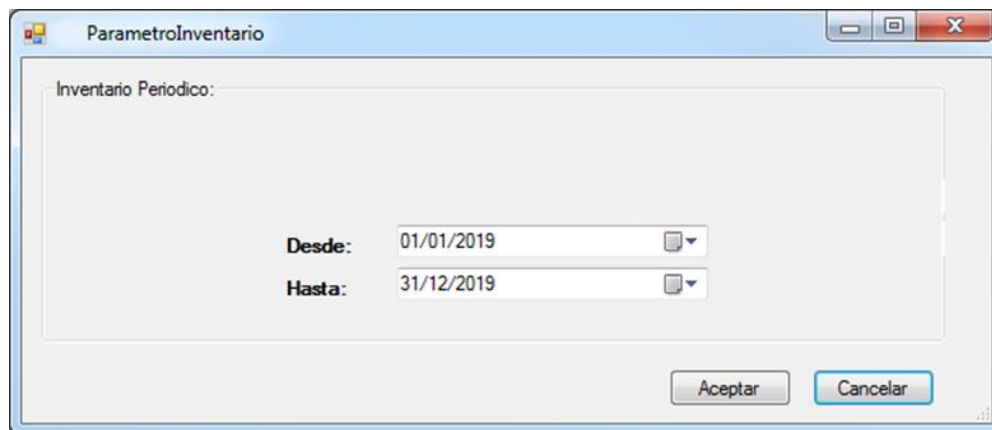 ParametroInventario
Inventario Periodico:
Desde: 01/01/2019
Hasta: 31/12/2019
Aceptar Cancelar